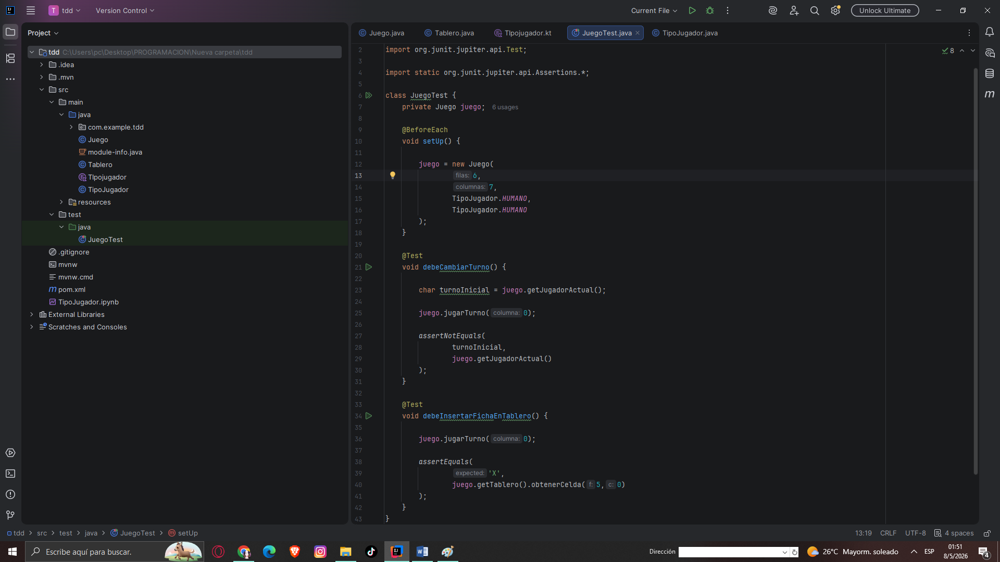 T tdd
Version Control
Current File
Unlock Ultimate
Project
tdd C:\Users\pc\Desktop\PROGRAMACION\Nueva carpeta\tdd
.idea
.mvn
src
main
java
com.example.tdd
Juego
module-info.java
Tablero
TIpojugador
TipoJugador
resources
test
java
JuegoTest
.gitignore
mvnw
mvnw.cmd
m pom.xml
TipoJugador.ipynb
External Libraries
Scratches and Consoles
Juego.java
Tablero.java
TIpojugador.kt
JuegoTest.java
TipoJugador.java
8
2 import org.junit.jupiter.api.Test;
3
4 import static org.junit.jupiter.api.Assertions.*;
5
6 class JuegoTest {
7 private Juego juego; 6 usages
8
9 @BeforeEach
10 void setUp() {
11
12 juego = new Juego(
13 filas: 6,
14 columnas: 7,
15 TipoJugador.HUMANO,
16 TipoJugador.HUMANO
17 );
18 }
19
20 @Test
21 void debeCambiarTurno() {
22
23 char turnoInicial = juego.getJugadorActual();
24
25 juego.jugarTurno( columna: 0);
26
27 assertNotEquals(
28 turnoInicial,
29 juego.getJugadorActual()
30 );
31 }
32
33 @Test
34 void debeInsertarFichaEnTablero() {
35
36 juego.jugarTurno( columna: 0);
37
38 assertEquals(
39 expected: 'X',
40 juego.getTablero().obtenerCelda( f: 5, c: 0)
41 );
42 }
43 }
m
tdd > src > test > java > JuegoTest > m setUp
13:19 CRLF UTF-8 4 spaces
Escribe aquí para buscar.
Dirección
26°C Mayorm. soleado
ESP
01:51
8/5/2026
4